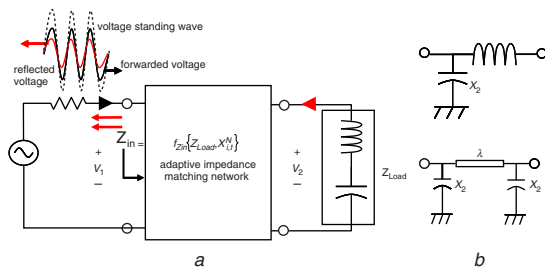 voltage standing wave
reflected
voltage
forwarded voltage
Zin =
+
V1
−
fZin{ZLoad, X^N i,t}
adaptive impedance
matching network
+
V2
−
ZLoad
a
X2
λ
X2
X2
b